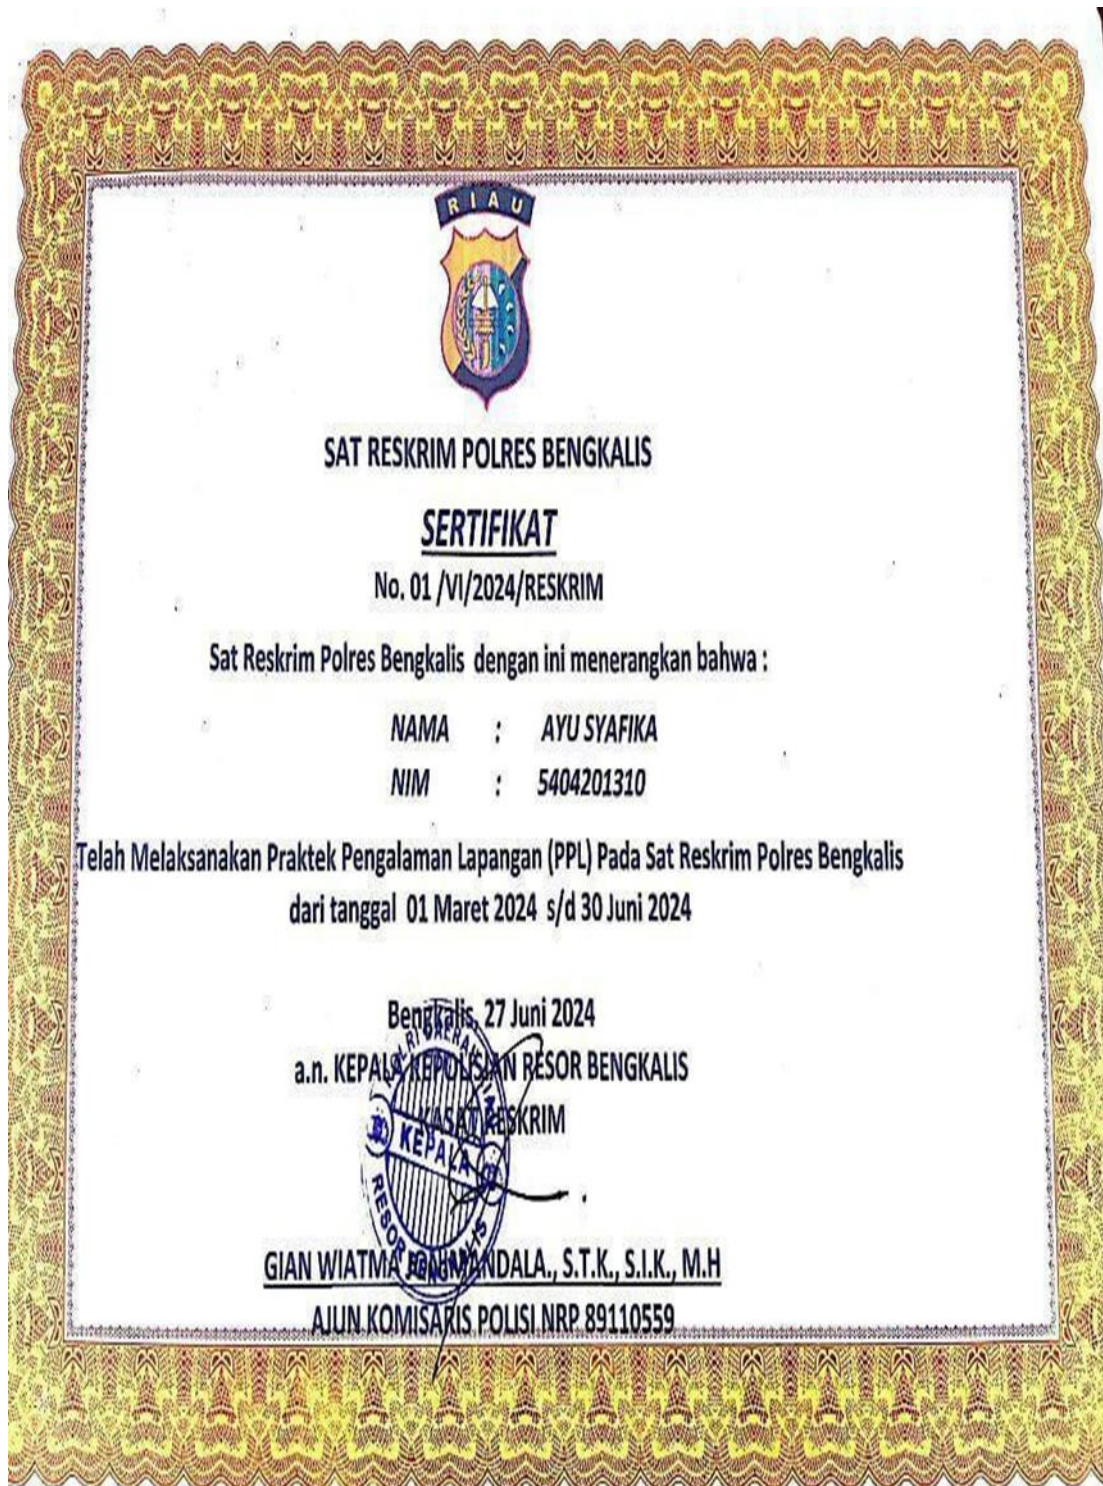 RIAU
SAT RESKRIM POLRES BENGKALIS
SERTIFIKAT
No. 01 /VI/2024/RESKRIM
Sat Reskrim Polres Bengkalis dengan ini menerangkan bahwa :
NAMA : AYU SYAFIKA
NIM : 5404201310
Telah Melaksanakan Praktek Pengalaman Lapangan (PPL) Pada Sat Reskrim Polres Bengkalis
dari tanggal 01 Maret 2024 s/d 30 Juni 2024
Bengkalis, 27 Juni 2024
a.n. KEPALA KEPOLISIAN RESOR BENGKALIS
KASAT RESKRIM
KEPALA
RESOR BENGKALIS
GIAN WIATMA MANDALA., S.T.K., S.I.K., M.H
AJUN KOMISARIS POLISI NRP 89110559